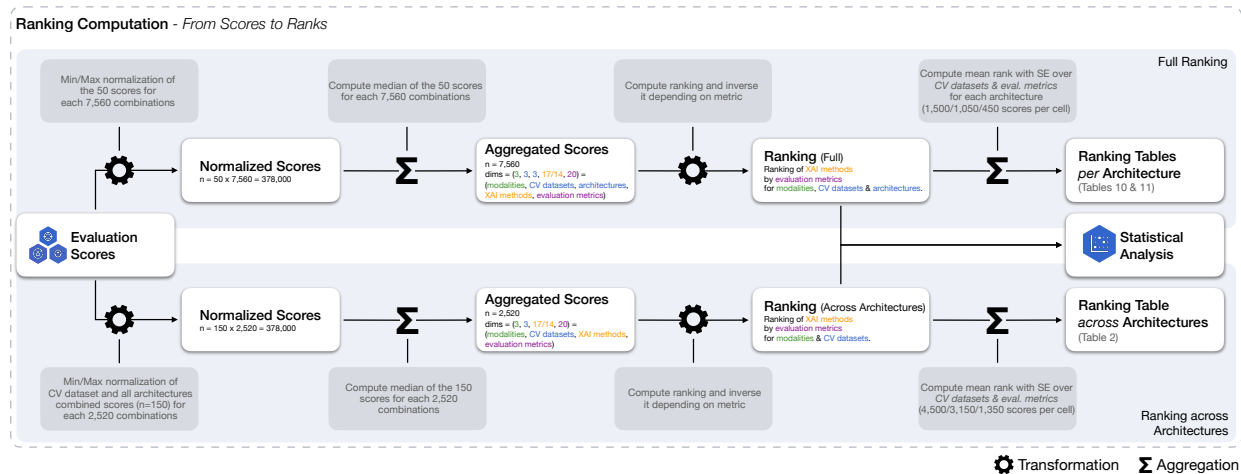 Ranking Computation - From Scores to Ranks
Full Ranking
Min/Max normalization of
the 50 scores for
each 7,560 combinations
Compute median of the 50 scores
for each 7,560 combinations
Compute ranking and inverse
it depending on metric
Compute mean rank with SE over
CV datasets & eval. metrics
for each architecture
(1,500/1,050/450 scores per cell)
Normalized Scores
n = 50 x 7,560 = 378,000
Σ
Aggregated Scores
n = 7,560
dims = (3, 3, 3, 17/14, 20) =
(modalities, CV datasets, architectures,
XAI methods, evaluation metrics)
Ranking (Full)
Ranking of XAI methods
by evaluation metrics
for modalities, CV datasets & architectures.
Σ
Ranking Tables
per Architecture
(Tables 10 & 11)
Evaluation
Scores
Statistical
Analysis
Normalized Scores
n = 150 x 2,520 = 378,000
Σ
Aggregated Scores
n = 2,520
dims = (3, 3, 17/14, 20) =
(modalities, CV datasets, XAI methods,
evaluation metrics)
Ranking (Across Architectures)
Ranking of XAI methods
by evaluation metrics
for modalities & CV datasets.
Σ
Ranking Table
across Architectures
(Table 2)
Min/Max normalization of
CV dataset and all architectures
combined scores (n=150) for
each 2,520 combinations
Compute median of the 150
scores for each 2,520
combinations
Compute ranking and inverse
it depending on metric
Compute mean rank with SE over
CV datasets & eval. metrics
(4,500/3,150/1,350 scores per cell)
Ranking across
Architectures
Transformation
Σ Aggregation